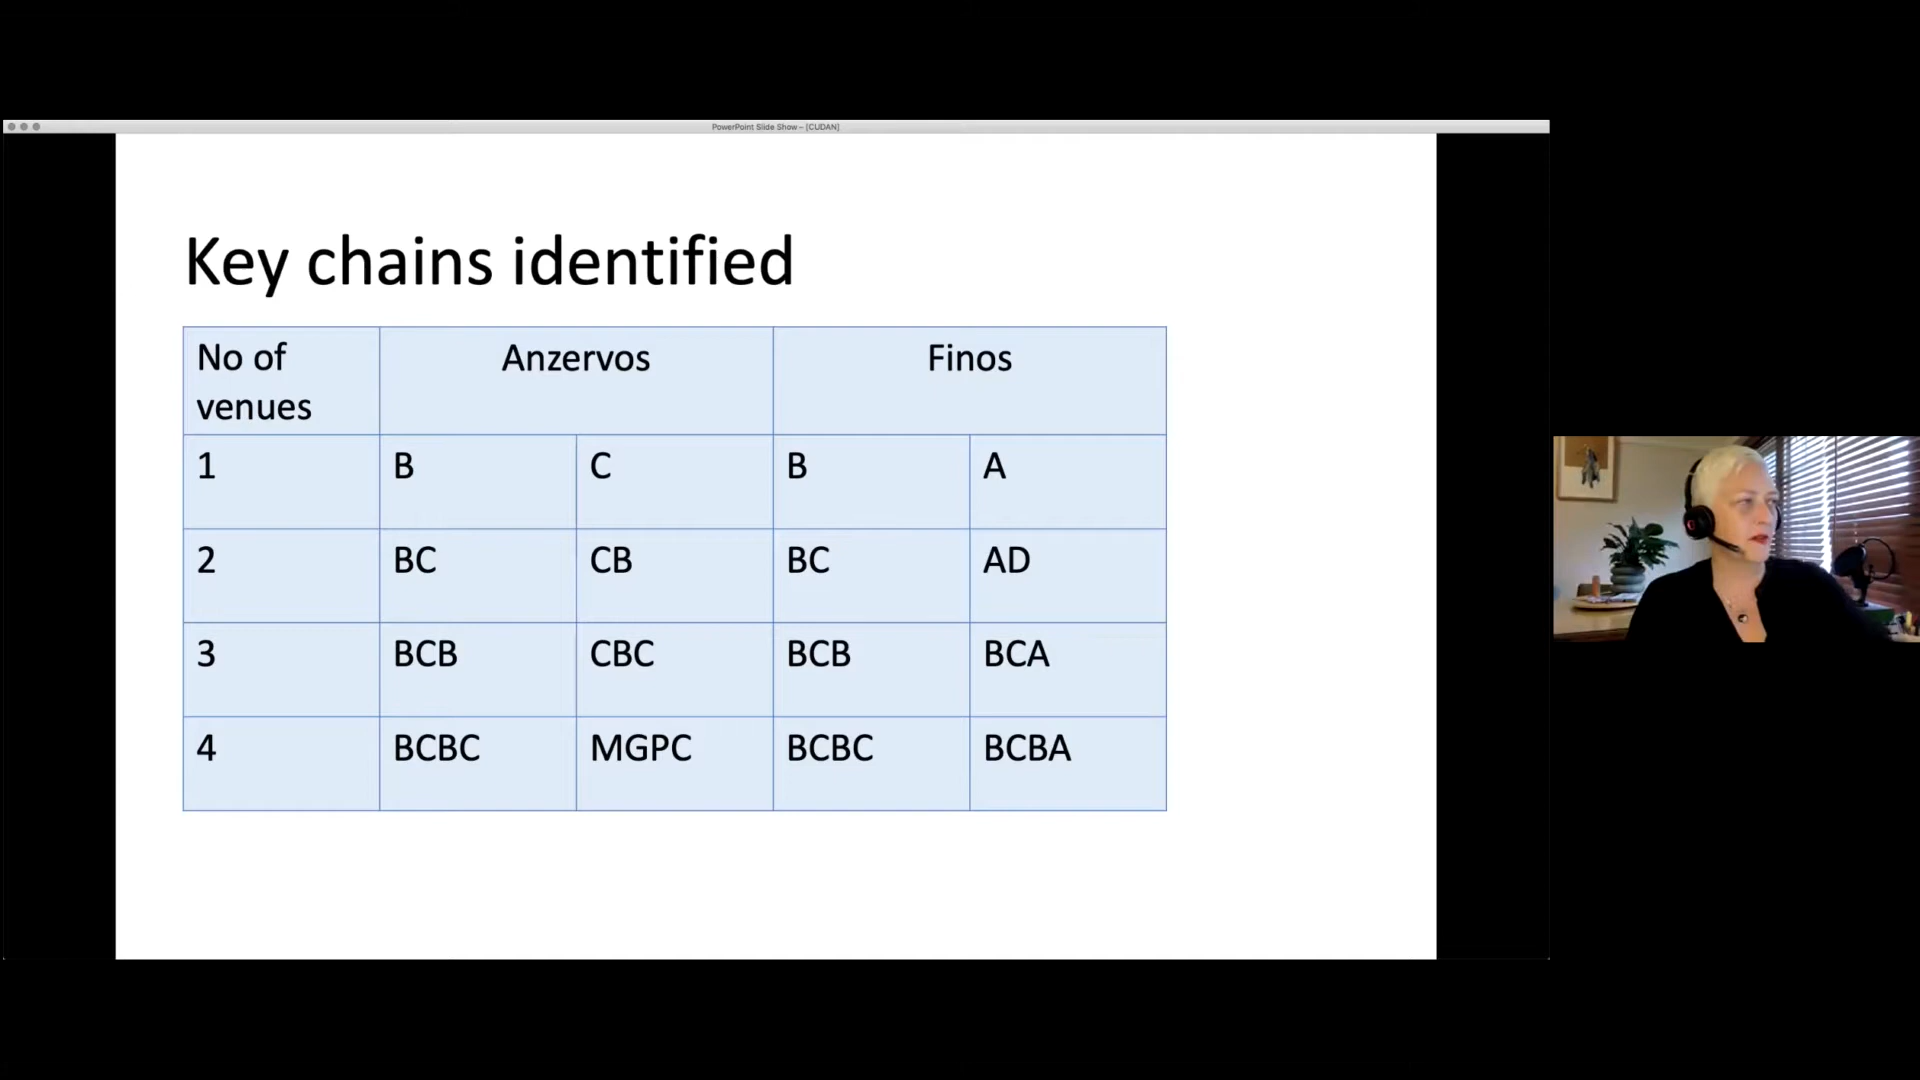 PowerPoint Slide Show – [CUDAN]
Key chains identified
No of venues Anzervos Finos
1 B C B A
2 BC CB BC AD
3 BCB CBC BCB BCA
4 BCBC MGPC BCBC BCBA